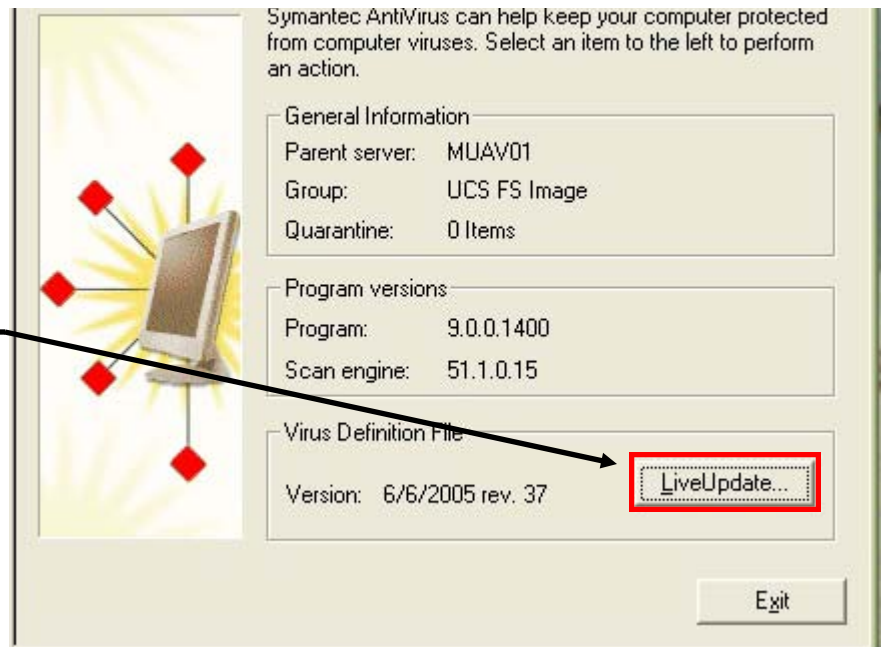 Symantec AntiVirus can help keep your computer protected
from computer viruses. Select an item to the left to perform
an action.
General Information
Parent server: MUAV01
Group: UCS FS Image
Quarantine: 0 Items
Program versions
Program: 9.0.0.1400
Scan engine: 51.1.0.15
Virus Definition File
Version: 6/6/2005 rev. 37
LiveUpdate...
Exit